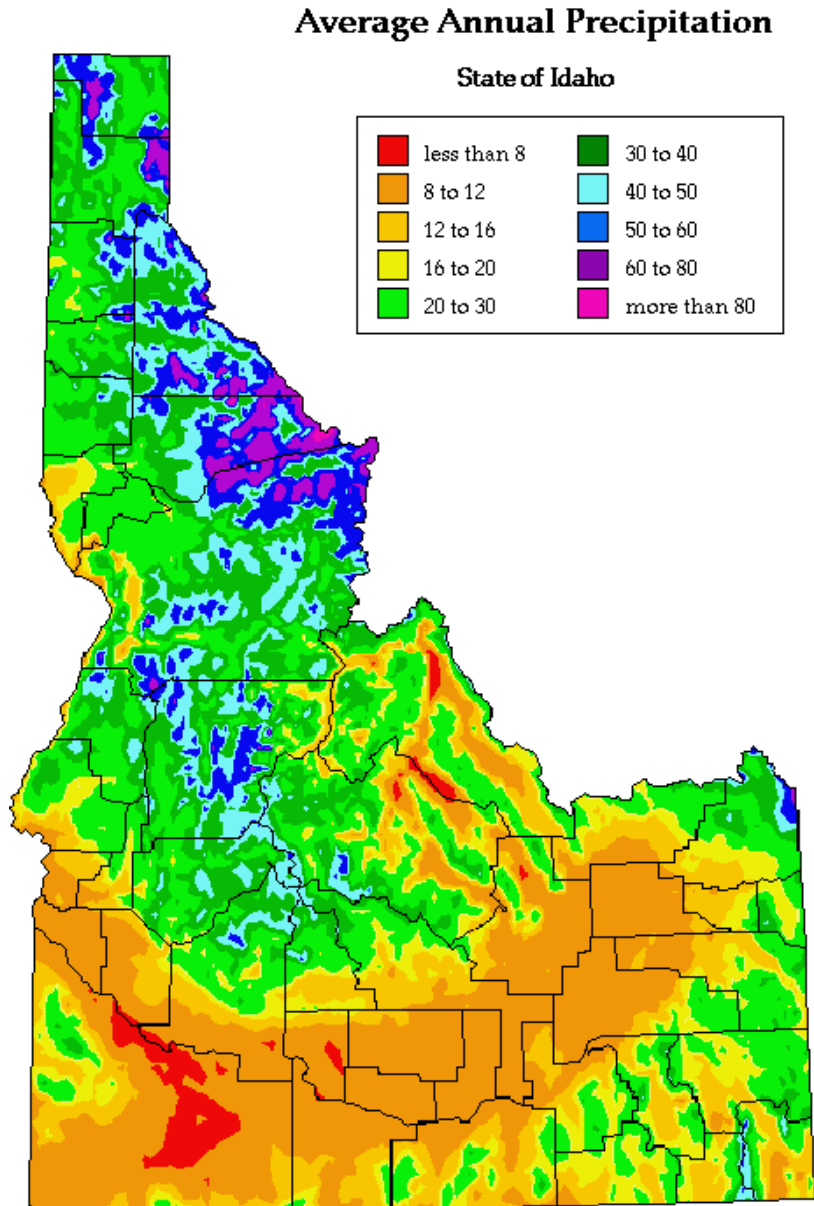 Average Annual Precipitation
State of Idaho
less than 8
8 to 12
12 to 16
16 to 20
20 to 30
30 to 40
40 to 50
50 to 60
60 to 80
more than 80